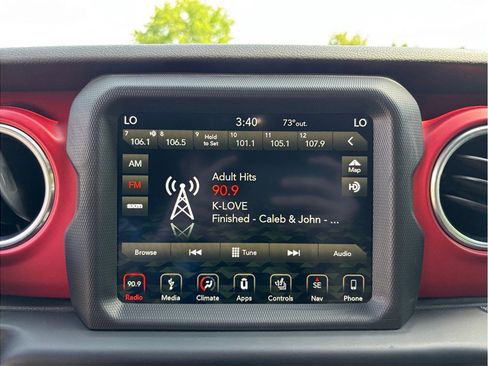 LO 3:40 73°out. LO
7 106.1 8 106.5 9 Hold to Set 10 101.1 11 105.1 12 107.9
AM
Map
Adult Hits
FM
90.9
HD
K-LOVE
SXM
Finished - Caleb & John - ...
Browse Tune Audio
90.9 SE
Radio Media Climate Apps Controls Nav Phone